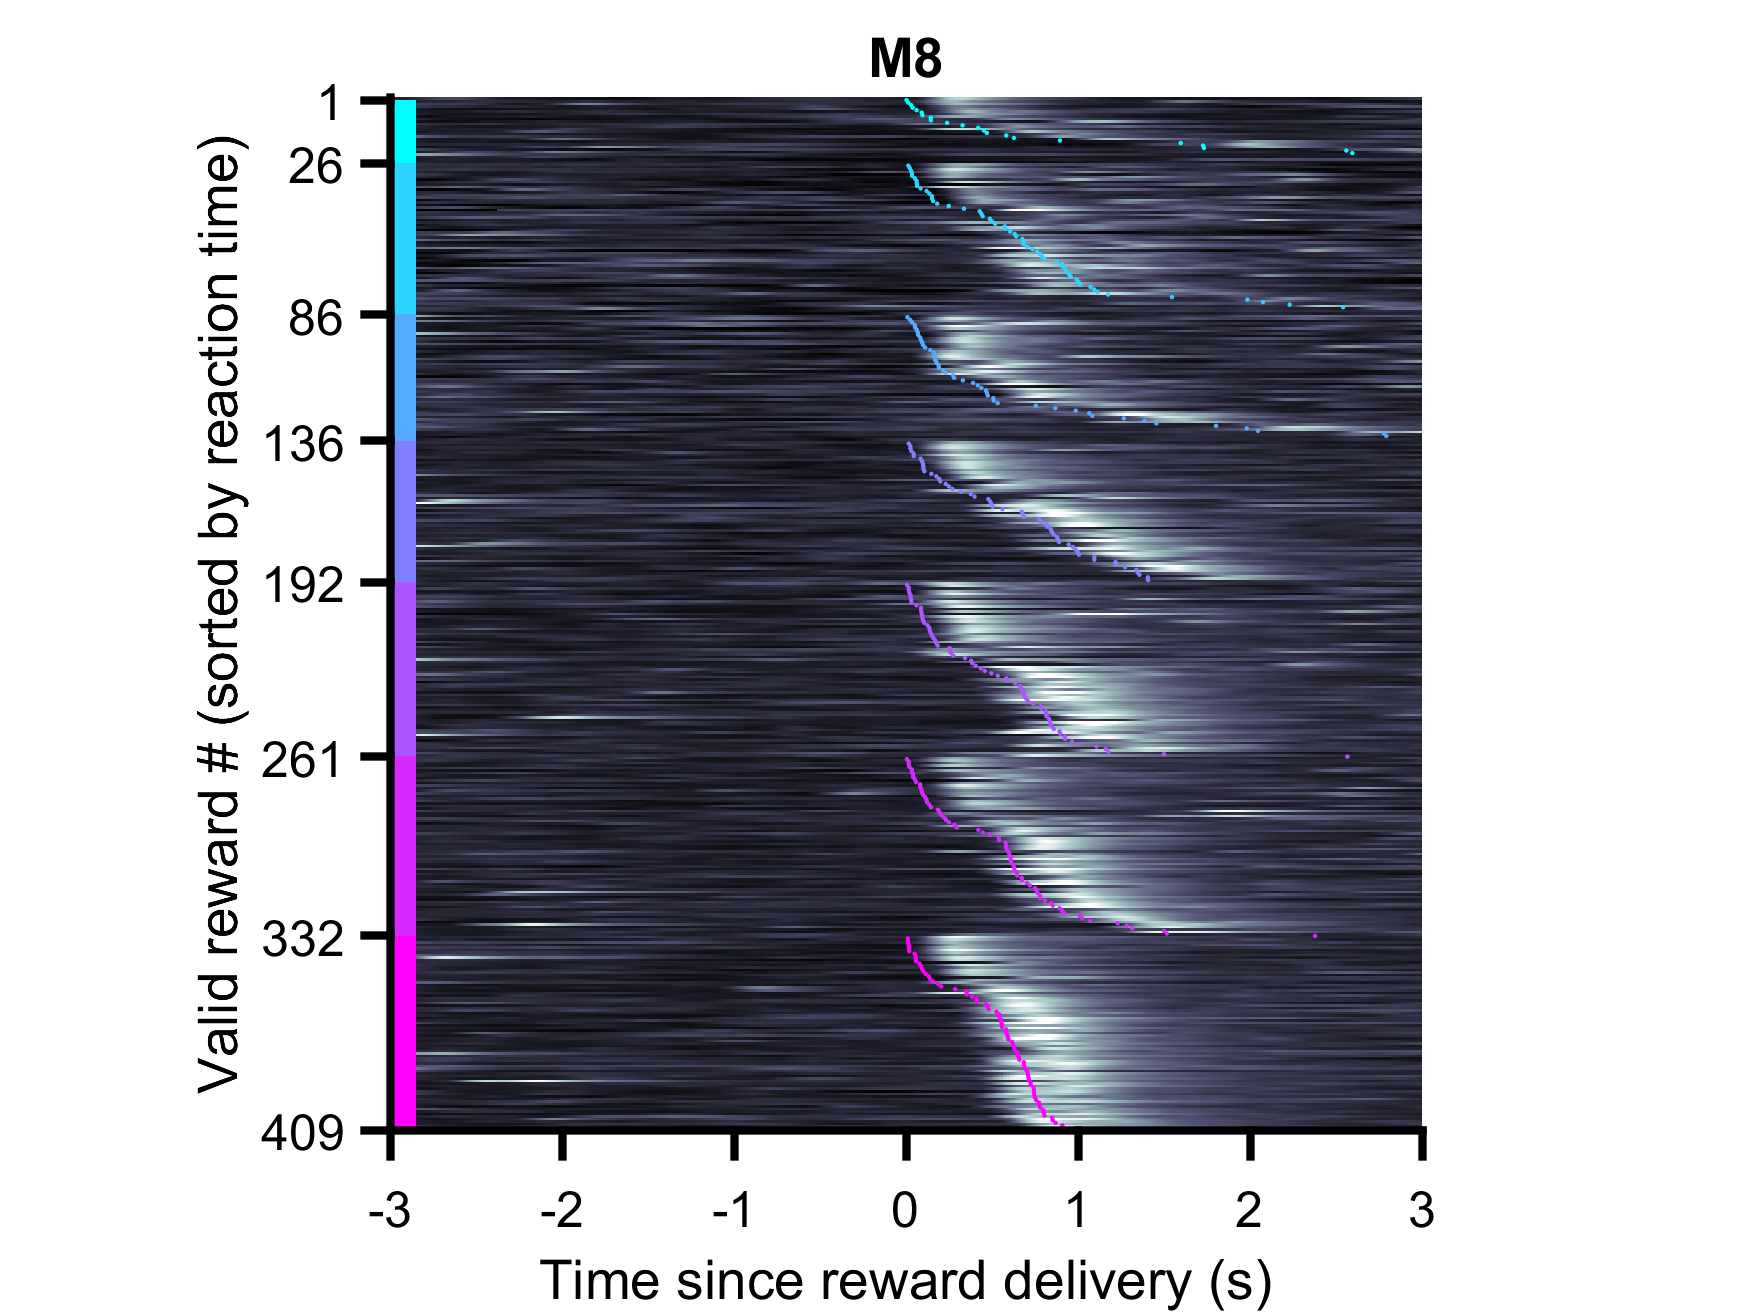 M8
Valid reward # (sorted by reaction time)
1
26
86
136
192
261
332
409
-3 -2 -1 0 1 2 3
Time since reward delivery (s)